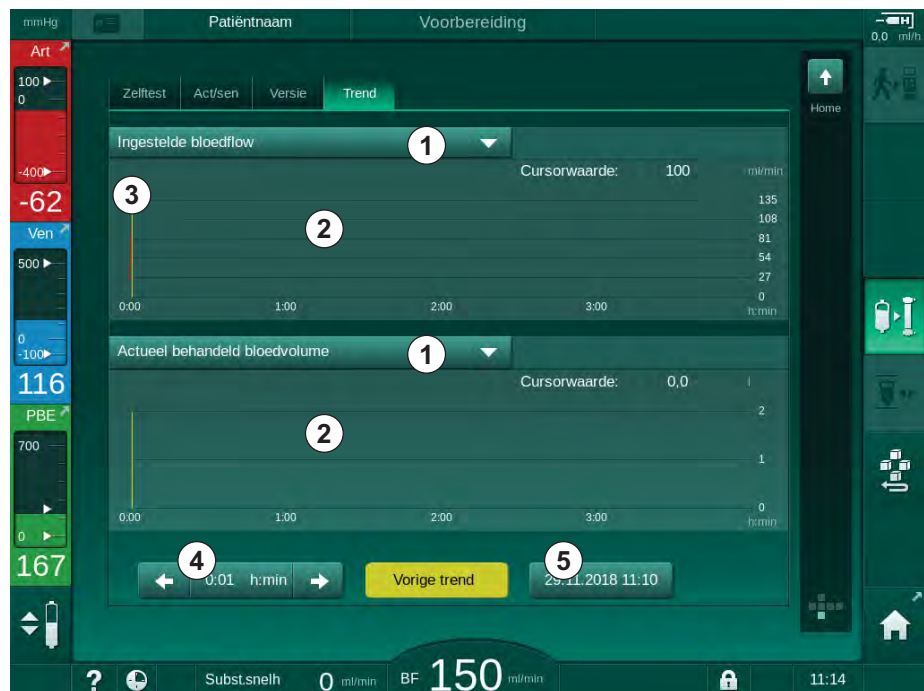 mmHg
Patiëntnaam
Voorbereiding
0,0 ml/h
Art
100
0
-400
-62
Ven
500
0
-100
116
PBE
700
0
167
Zelftest Act/sen Versie Trend
Home
Ingestelde bloedflow
1
Cursorwaarde: 100 ml/min
3
2
135
108
81
54
27
0
0:00 1:00 2:00 3:00 h:min
Actueel behandeld bloedvolume
1
Cursorwaarde: 0,0 l
2
2
1
0
0:00 1:00 2:00 3:00 h:min
4
5
0:01 h:min
Vorige trend
29.11.2018 11:10
? Subst.snelh 0 ml/min BF 150 ml/min 11:14